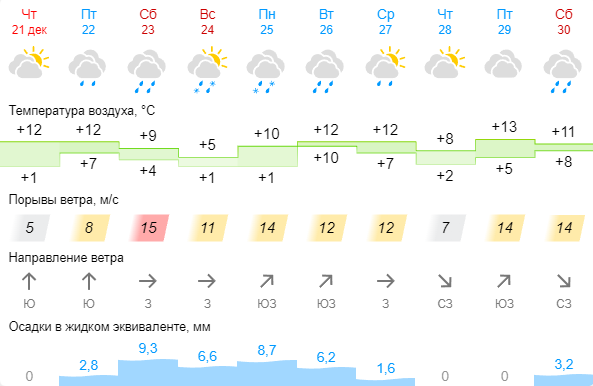 Чт Пт Сб Вс Пн Вт Ср Чт Пт Сб
21 дек 22 23 24 25 26 27 28 29 30
Температура воздуха, °C
+12 +12 +9 +5 +10 +12 +12 +8 +13 +11
+1 +7 +4 +1 +1 +10 +7 +2 +5 +8
Порывы ветра, м/с
5 8 15 11 14 12 12 7 14 14
Направление ветра
Ю Ю З З ЮЗ ЮЗ З СЗ ЮЗ СЗ
Осадки в жидком эквиваленте, мм
0 2,8 9,3 6,6 8,7 6,2 1,6 0 0 3,2